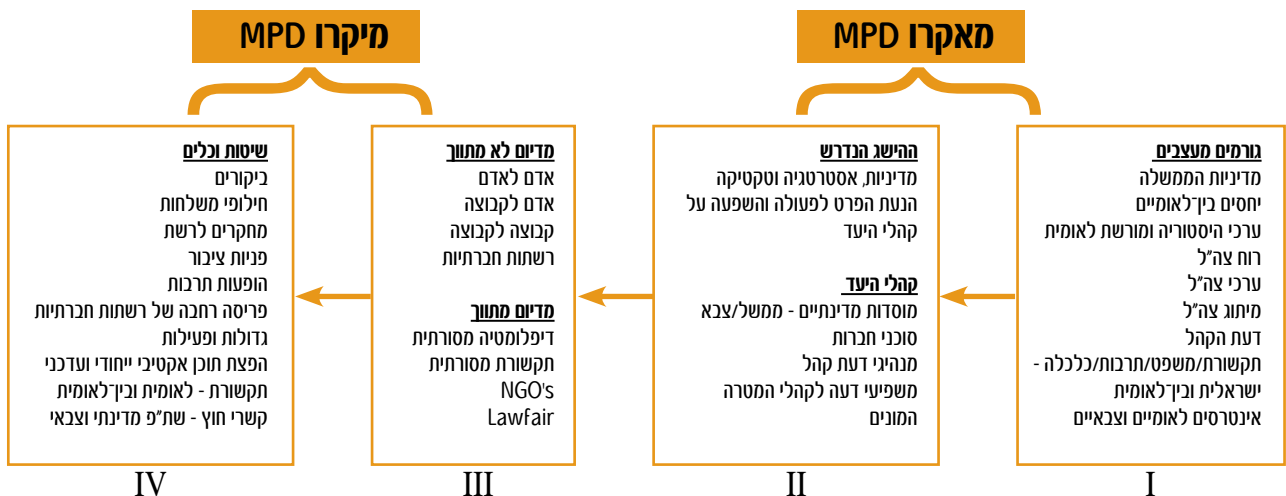 מאקרו MPD
מיקרו MPD
גורמים מעצבים
מדיניות הממשלה
יחסים בין־לאומיים
ערכי היסטוריה ומורשת לאומית
רוח צה"ל
ערכי צה"ל
מיתוג צה"ל
דעת הקהל
תקשורת/משפט/תרבות/כלכלה -
ישראלית ובין־לאומית
אינטרסים לאומיים וצבאיים
I
ההישג הנדרש
מדיניות, אסטרטגיה וטקטיקה
הנעת הפרט לפעולה והשפעה על
קהלי היעד
קהלי היעד
מוסדות מדינתיים - ממשל/צבא
סוכני חברות
מנהיגי דעת קהל
משפיעי דעה לקהלי המטרה
המונים
II
מדיום לא מתווך
אדם לאדם
אדם לקבוצה
קבוצה לקבוצה
רשתות חברתיות
מדיום מתווך
דיפלומטיה מסורתית
תקשורת מסורתית
NGO's
Lawfair
III
שיטות וכלים
ביקורים
חילופי משלחות
מחקרים לרשת
פניות ציבור
הופעות תרבות
פריסה רחבה של רשתות חברתיות
גדולות ופעילות
הפצת תוכן אקטיבי ייחודי ועדכני
תקשורת - לאומית ובין־לאומית
קשרי חוץ - שת"פ מדינתי וצבאי
IV